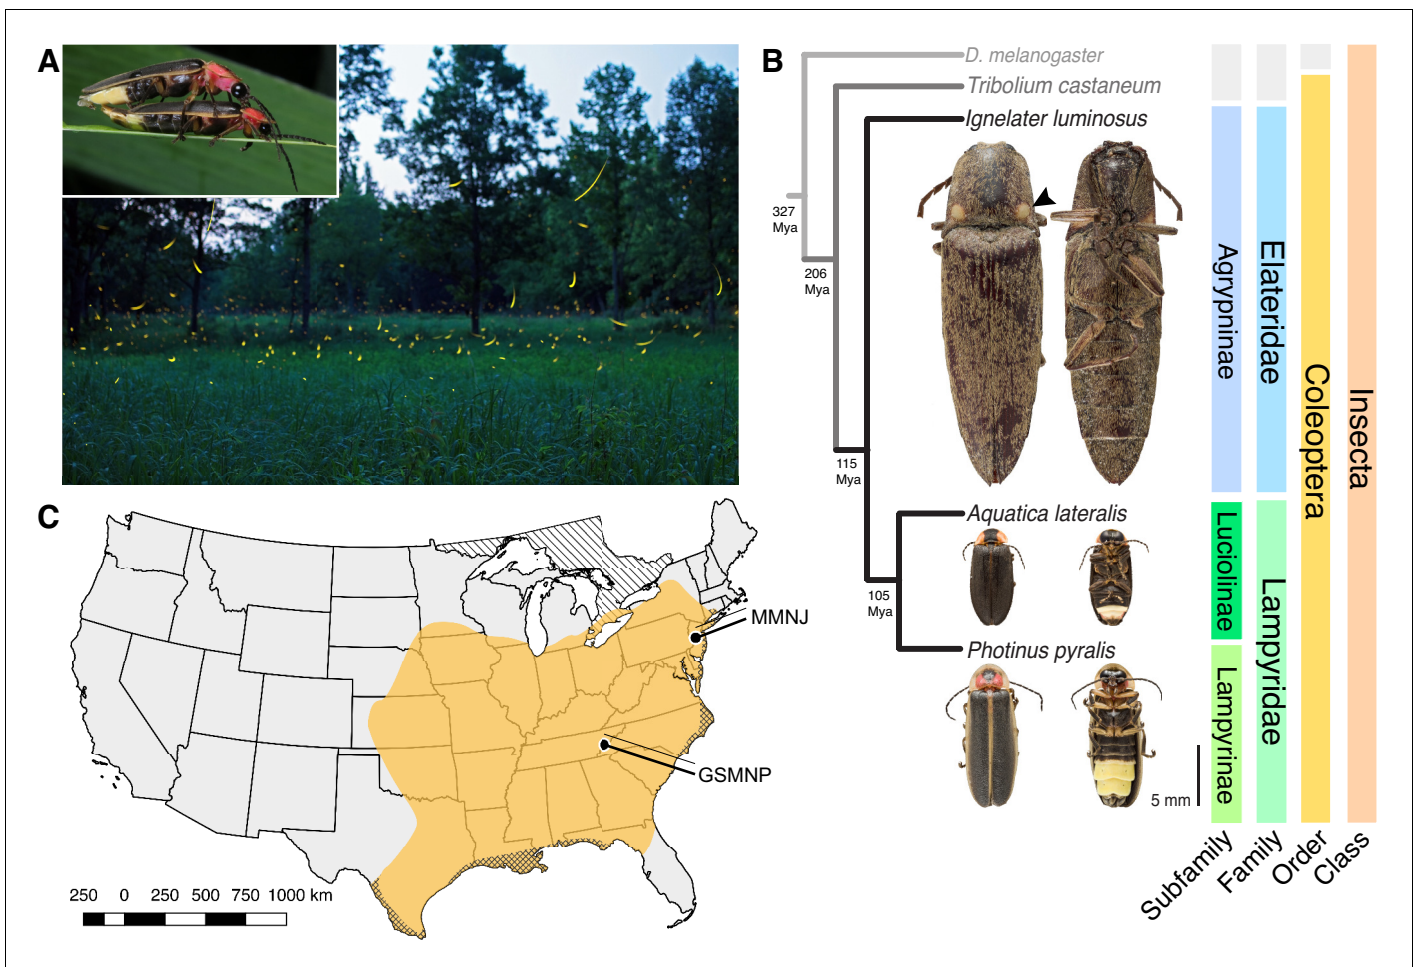 A
B
D. melanogaster
Tribolium castaneum
Ignelater luminosus
327
Mya
206
Mya
115
Mya
Aquatica lateralis
105
Mya
Photinus pyralis
5 mm
Agrypninae
Luciolinae
Lampyrinae
Elateridae
Lampyridae
Coleoptera
Insecta
Subfamily
Family
Order
Class
C
MMNJ
GSMNP
250 0 250 500 750 1000 km